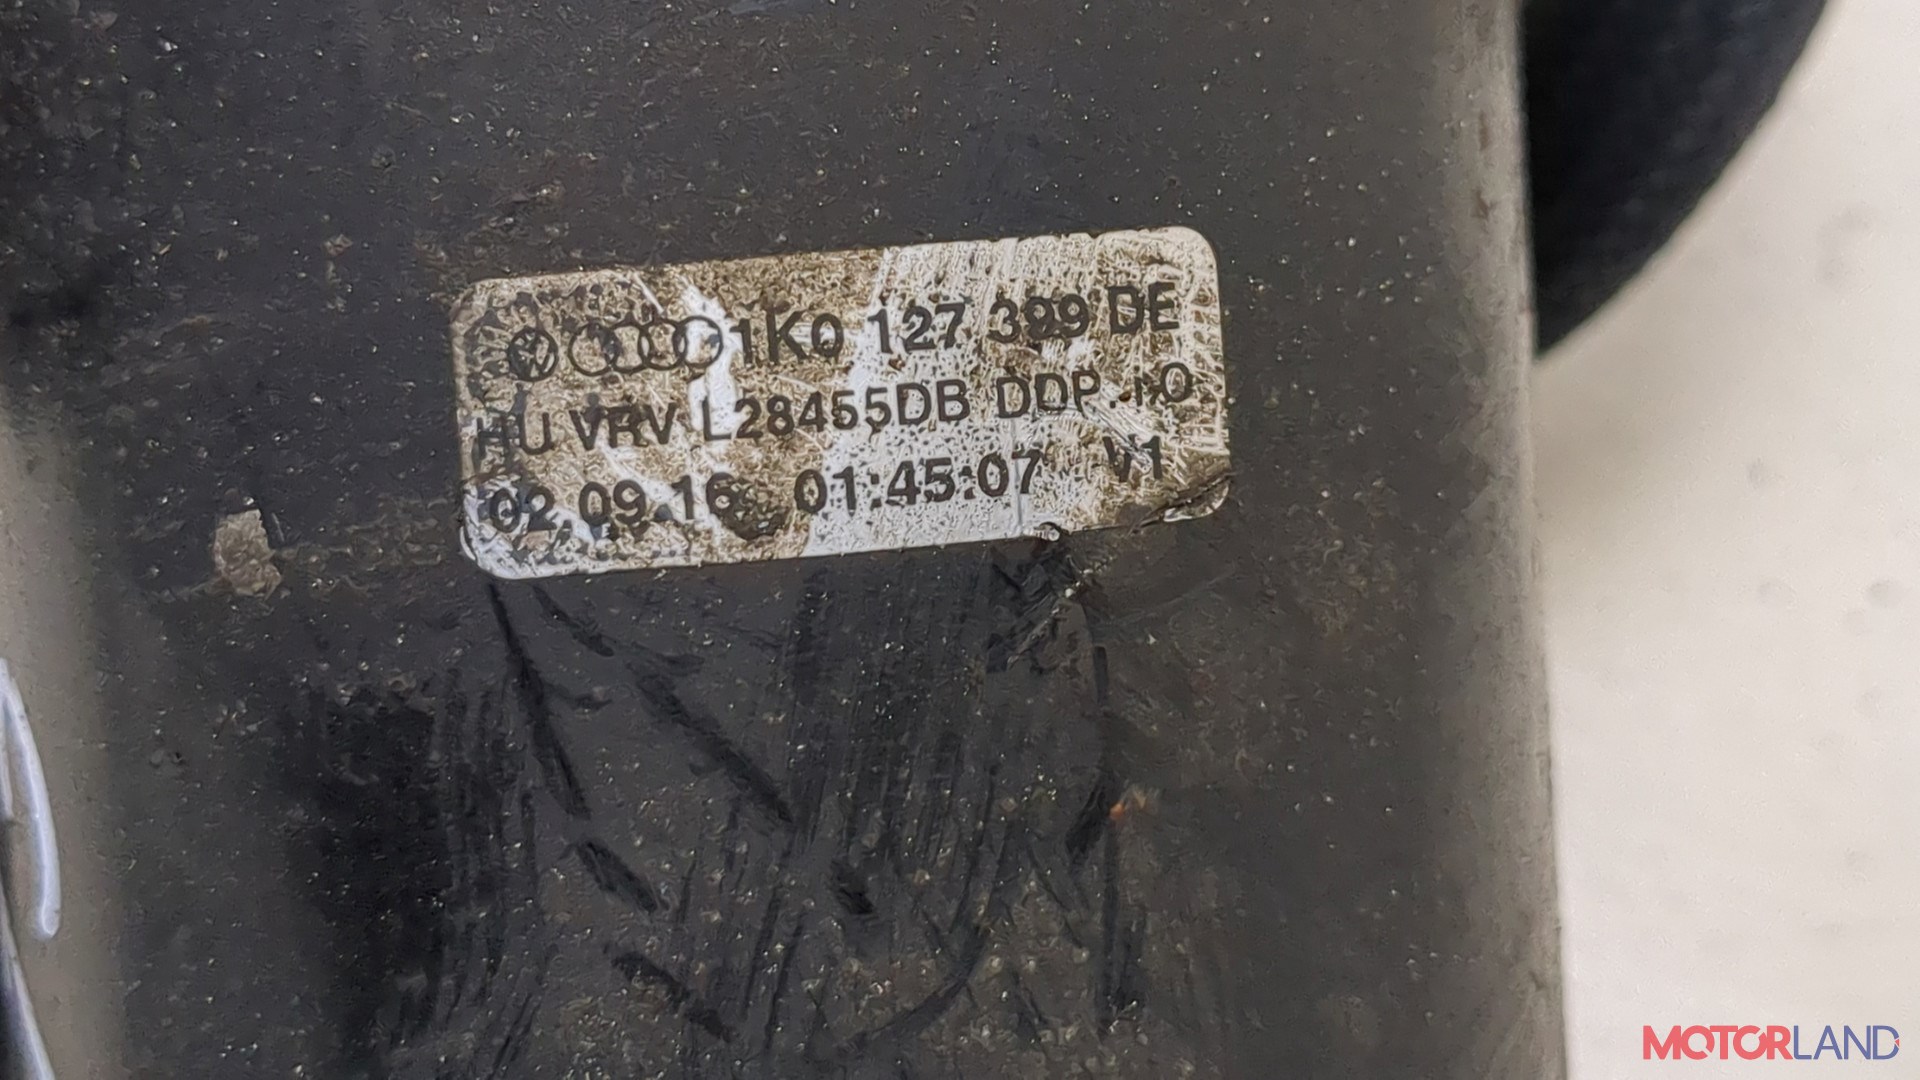 1K0 127 399 DE
HU VRV L28455DB DDP.
02.09.16 01:45:07 V1
MOTORLAND